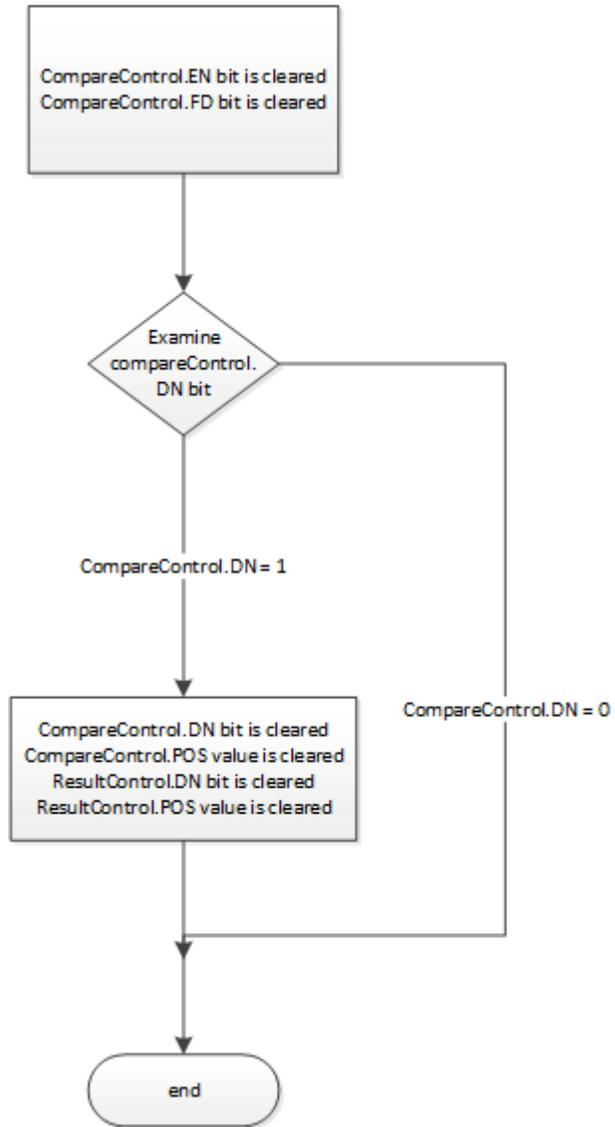 CompareControl.EN bit is cleared
CompareControl.FD bit is cleared
Examine
compareControl.
DN bit
CompareControl.DN = 1
CompareControl.DN = 0
CompareControl.DN bit is cleared
CompareControl.POS value is cleared
ResultControl.DN bit is cleared
ResultControl.POS value is cleared
end